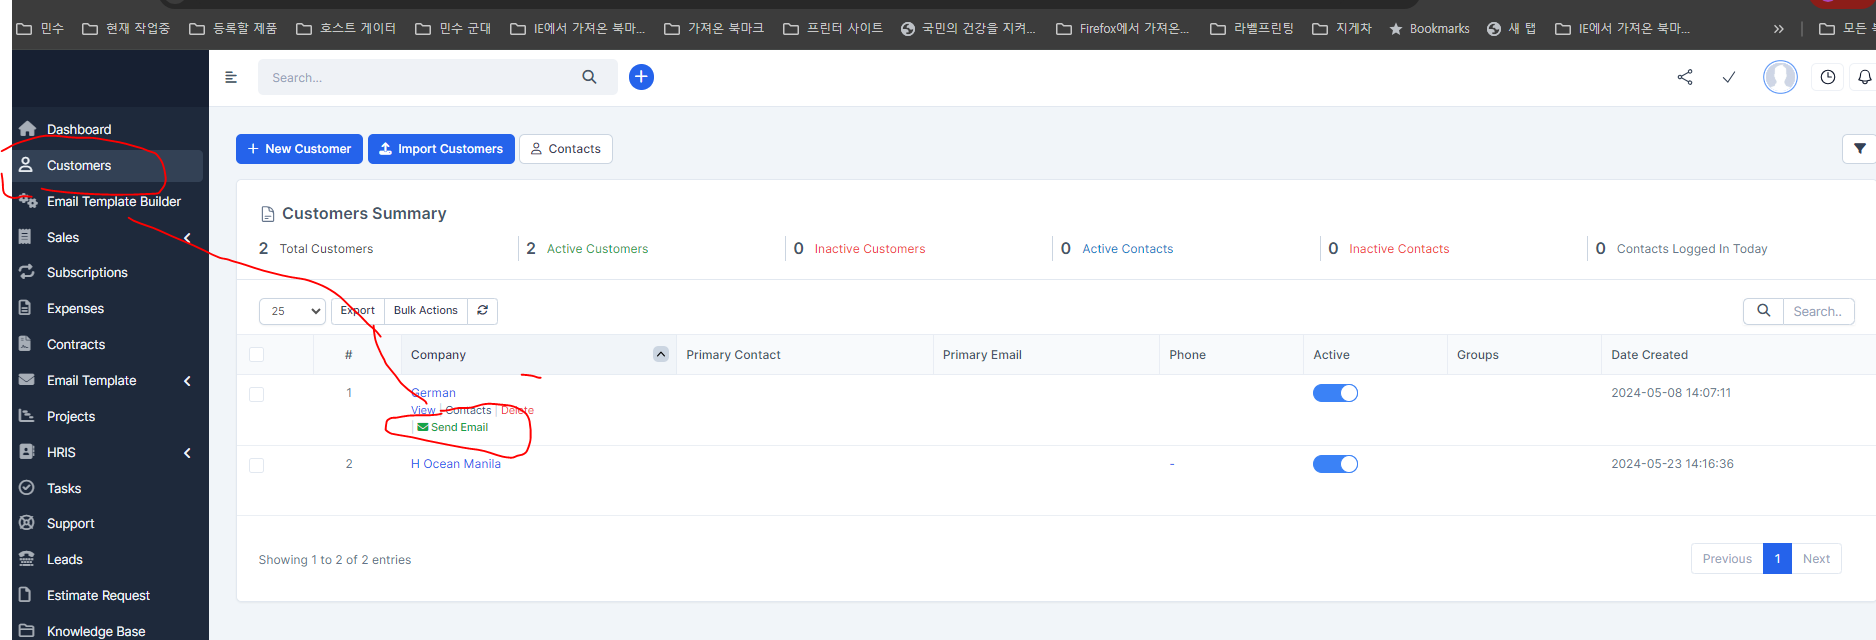 민수 현재 작업중 등록할 제품 호스트 게이터 민수 군대 IE에서 가져온 북마... 가져온 북마크 프린터 사이트 국민의 건강을 지켜... Firefox에서 가져온... 라벨프린팅 지게차 Bookmarks 새 탭 IE에서 가져온 북마... » 모든
Search...
Dashboard
Customers
Email Template Builder
Sales
Subscriptions
Expenses
Contracts
Email Template
Projects
HRIS
Tasks
Support
Leads
Estimate Request
Knowledge Base
+ New Customer Import Customers Contacts
Customers Summary
2 Total Customers 2 Active Customers 0 Inactive Customers 0 Active Contacts 0 Inactive Contacts 0 Contacts Logged In Today
25 Export Bulk Actions Search..
# Company Primary Contact Primary Email Phone Active Groups Date Created
1 German 2024-05-08 14:07:11
View | Contacts | Delete
| Send Email
2 H Ocean Manila - 2024-05-23 14:16:36
Showing 1 to 2 of 2 entries Previous 1 Next